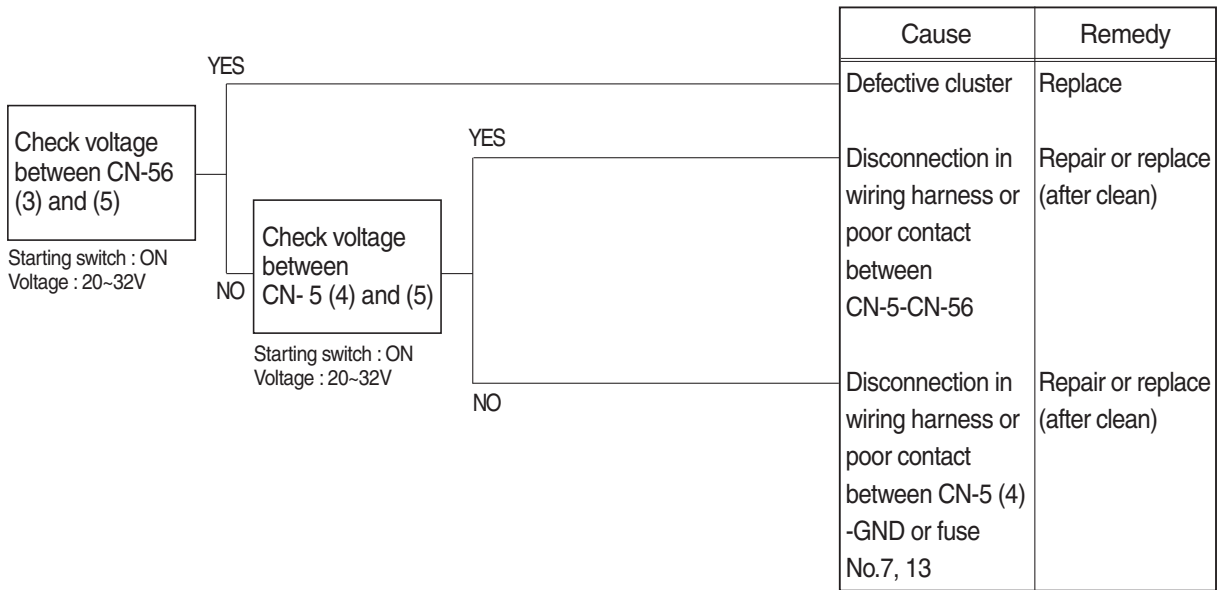 Cause
Remedy
YES
Defective cluster
Replace
Check voltage
between CN-56
(3) and (5)
Starting switch : ON
Voltage : 20~32V
YES
Disconnection in
wiring harness or
poor contact
between
CN-5-CN-56
Repair or replace
(after clean)
NO
Check voltage
between
CN- 5 (4) and (5)
Starting switch : ON
Voltage : 20~32V
NO
Disconnection in
wiring harness or
poor contact
between CN-5 (4)
-GND or fuse
No.7, 13
Repair or replace
(after clean)